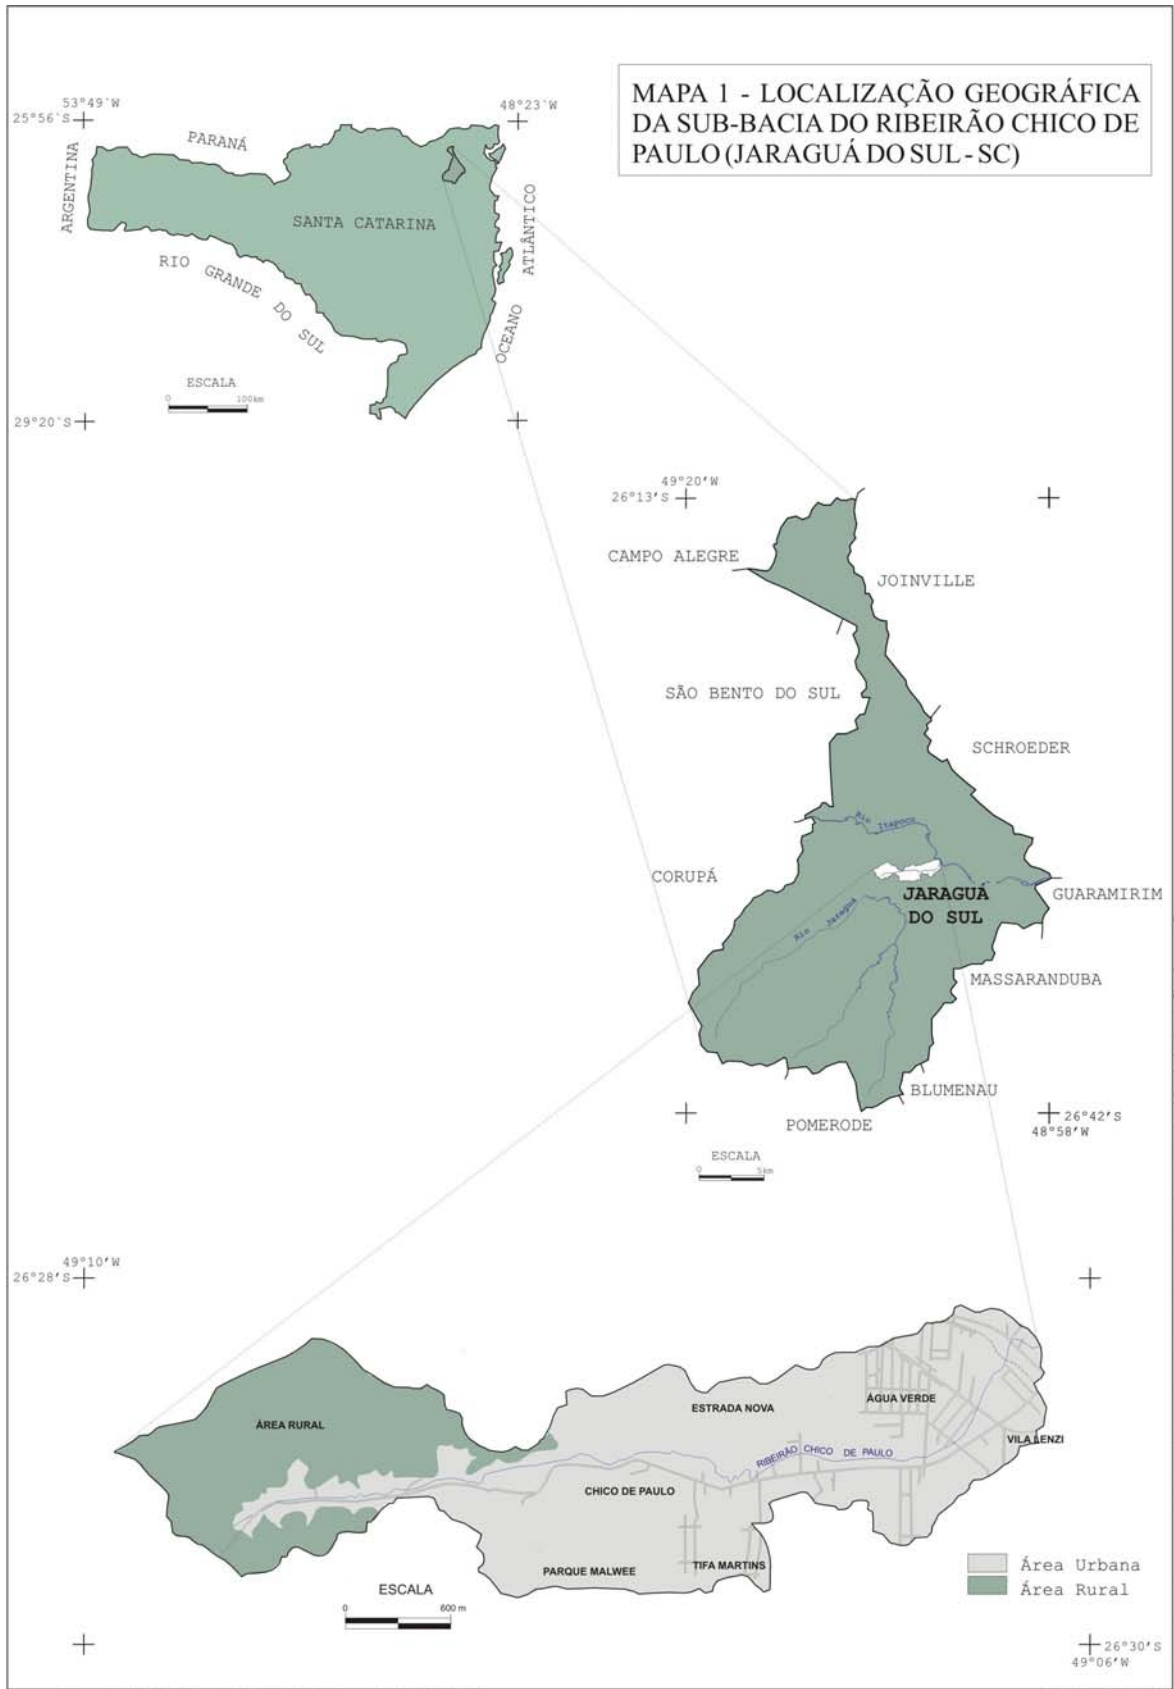 MAPA 1 - LOCALIZAÇÃO GEOGRÁFICA
DA SUB-BACIA DO RIBEIRÃO CHICO DE
PAULO (JARAGUÁ DO SUL - SC)
53°49`W
25°56`S
48°23`W
PARANÁ
ARGENTINA
SANTA CATARINA
RIO GRANDE DO SUL
OCEANO ATLÂNTICO
ESCALA
0 100km
29°20`S
49°20'W
26°13'S
CAMPO ALEGRE
JOINVILLE
SÃO BENTO DO SUL
SCHROEDER
Rio Itapocu
CORUPÁ
JARAGUÁ
DO SUL
GUARAMIRIM
Rio Jaraguá
MASSARANDUBA
BLUMENAU
POMERODE
26°42'S
48°58'W
ESCALA
0 5km
49°10'W
26°28'S
ÁREA RURAL
ESTRADA NOVA
ÁGUA VERDE
VILA LENZI
RIBEIRÃO CHICO DE PAULO
CHICO DE PAULO
PARQUE MALWEE
TIFA MARTINS
ESCALA
0 600 m
Área Urbana
Área Rural
26°30'S
49°06'W